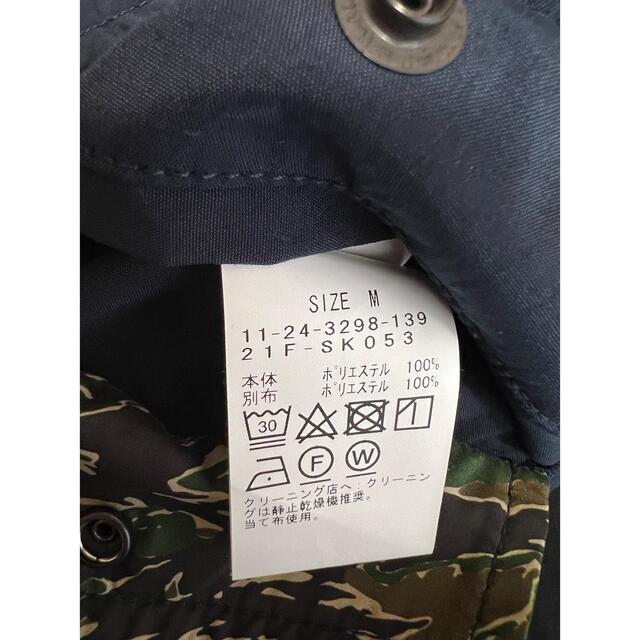 SIZE M
11-24-3298-139
21F-SK053
本体 ポリエステル 100%
別布 ポリエステル 100%
30
F W
クリーニング店へ:クリーニン
グは静止乾燥機推奨。
当て布使用。